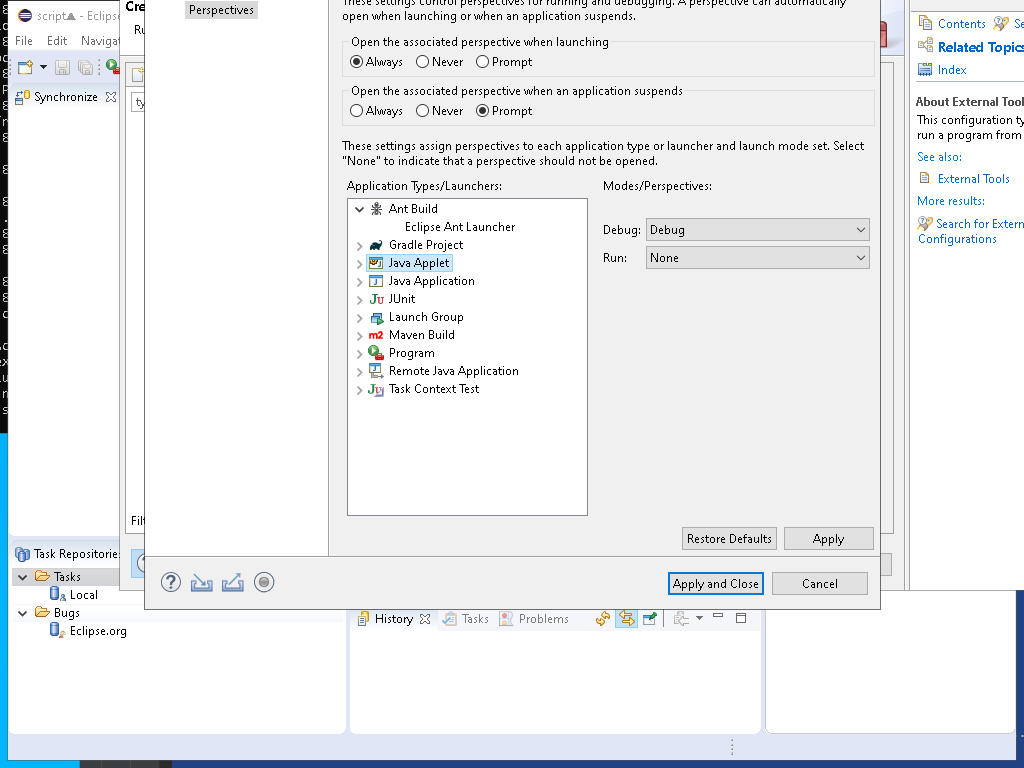 script - Eclipse
File Edit Navigat
Synchronize
Cre
Ru
ty
Filt
Perspectives
These settings control perspectives for running and debugging. A perspective can automatically
open when launching or when an application suspends.
Open the associated perspective when launching
Always Never Prompt
Open the associated perspective when an application suspends
Always Never Prompt
These settings assign perspectives to each application type or launcher and launch mode set. Select
"None" to indicate that a perspective should not be opened.
Application Types/Launchers:
Modes/Perspectives:
Ant Build
Eclipse Ant Launcher
Gradle Project
Java Applet
Java Application
JUnit
Launch Group
Maven Build
Program
Remote Java Application
Task Context Test
Debug: Debug
Run: None
Restore Defaults Apply
Apply and Close Cancel
Contents Se
Related Topics
Index
About External Tool
This configuration ty
run a program from
See also:
External Tools
More results:
Search for Extern
Configurations
Task Repositorie
Tasks
Local
Bugs
Eclipse.org
History Tasks Problems